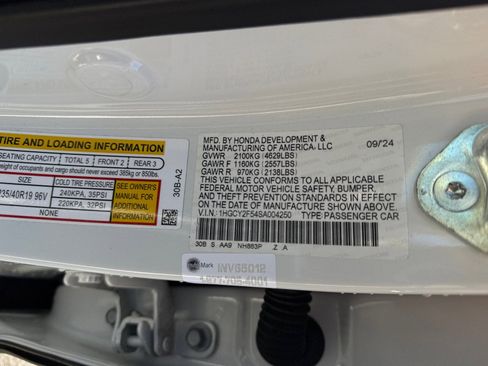 TIRE AND LOADING INFORMATION
SEATING CAPACITY TOTAL 5 FRONT 2 REAR 3
weight of occupants and cargo should never exceed 385kg or 850lbs.
SIZE COLD TIRE PRESSURE SEE OWNER'S MANUAL FOR ADDITIONAL INFORMATION
235/40R19 96V 240KPA, 35PSI
220KPA, 32PSI
NONE
30B-A2
MFD. BY HONDA DEVELOPMENT & 09/24
MANUFACTURING OF AMERICA, LLC
GVWR 2100KG (4629LBS)
GAWR F 1160KG (2557LBS)
GAWR R 970KG (2138LBS)
THIS VEHICLE CONFORMS TO ALL APPLICABLE
FEDERAL MOTOR VEHICLE SAFETY, BUMPER,
AND THEFT PREVENTION STANDARDS IN EFFECT
ON THE DATE OF MANUFACTURE SHOWN ABOVE.
V.I.N.: 1HGCY2F54SA004250 TYPE: PASSENGER CAR
30B S AA9 NH883P Z A
Mark INV65012